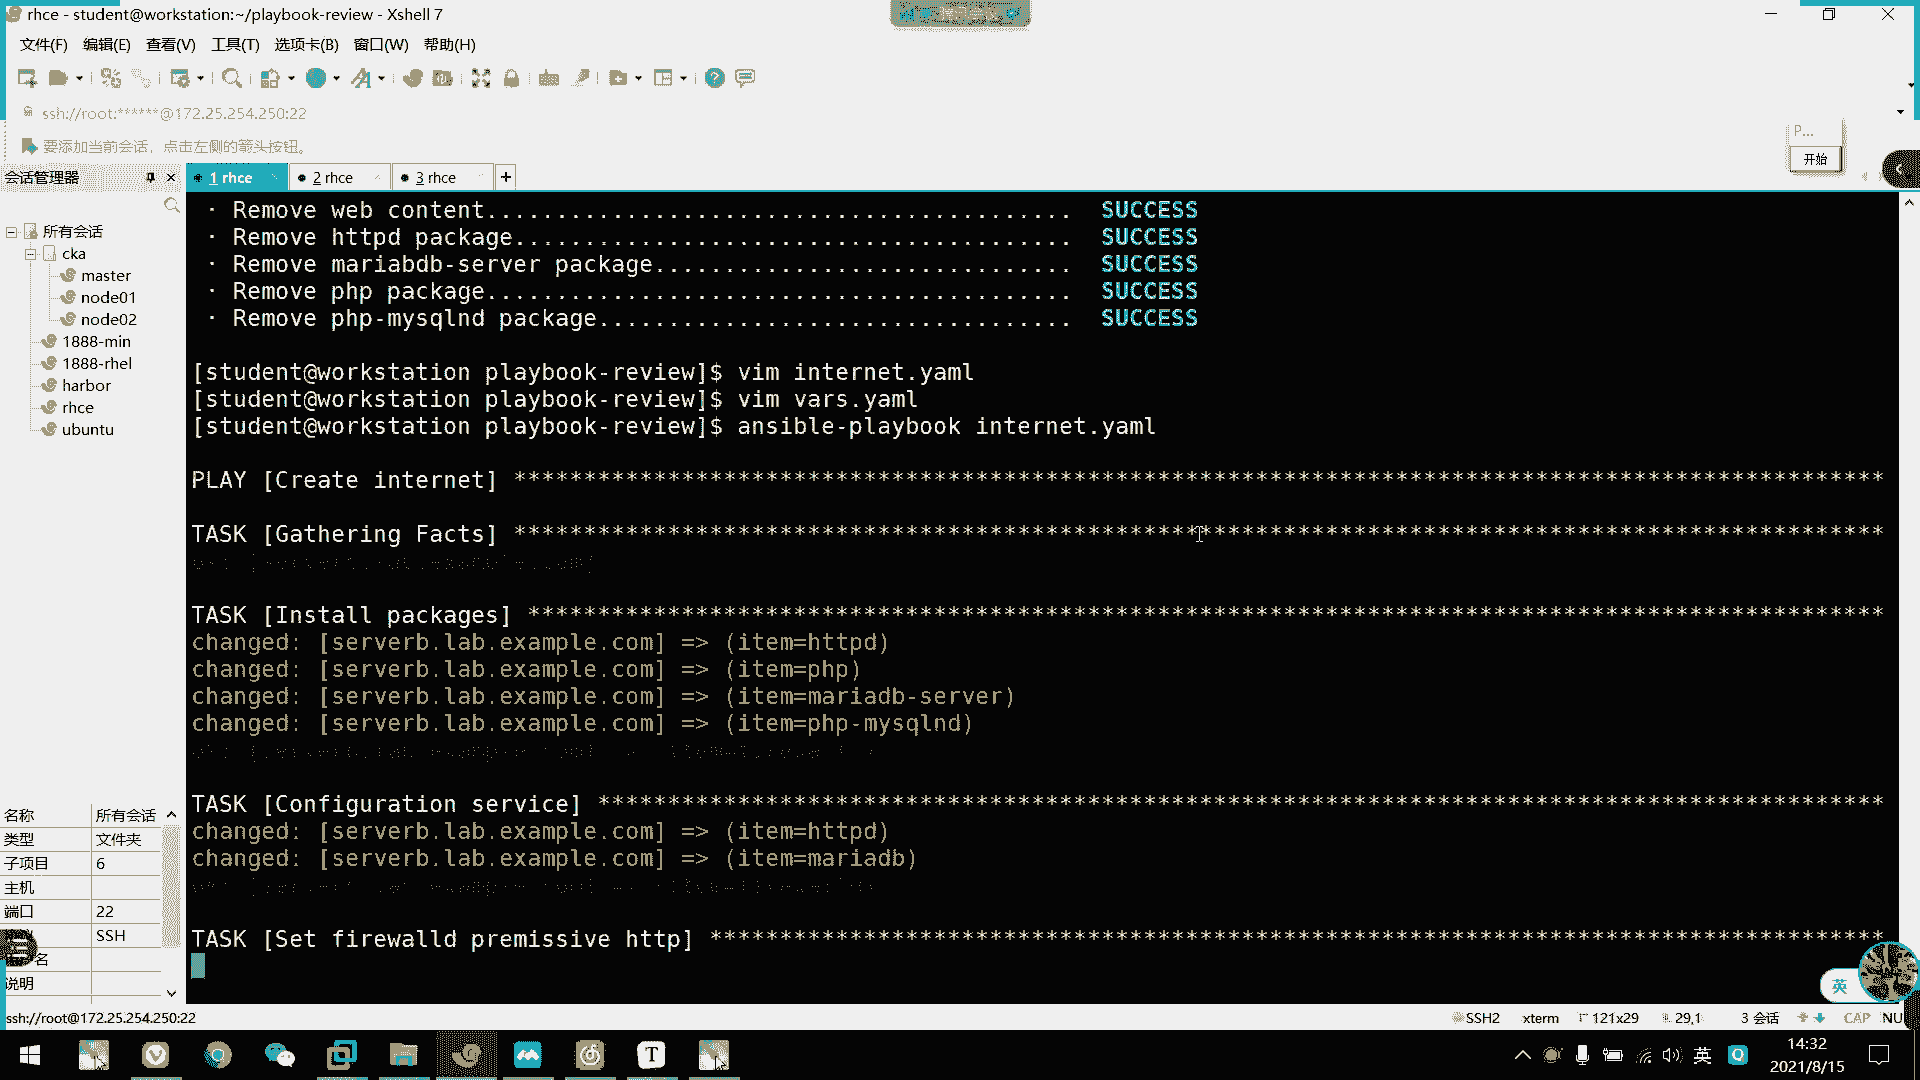 rhce - student@workstation:~/playbook-review - Xshell 7
文件(F) 编辑(E) 查看(V) 工具(T) 选项卡(B) 窗口(W) 帮助(H)
ssh://root:******@172.25.254.250:22
要添加当前会话，点击左侧的箭头按钮。
P...
开始
会话管理器
1 rhce
2 rhce
3 rhce
+
所有会话
cka
master
node01
node02
1888-min
1888-rhel
harbor
rhce
ubuntu
名称 所有会话
类型 文件夹
子项目 6
主机
端口 22
SSH
名
说明
· Remove web content............................................ SUCCESS
· Remove httpd package.......................................... SUCCESS
· Remove mariabdb-server package................................ SUCCESS
· Remove php package............................................ SUCCESS
· Remove php-mysqlnd package.................................... SUCCESS
[student@workstation playbook-review]$ vim internet.yaml
[student@workstation playbook-review]$ vim vars.yaml
[student@workstation playbook-review]$ ansible-playbook internet.yaml
PLAY [Create internet] **************************************************************************************************
TASK [Gathering Facts] **************************************************************************************************
TASK [Install packages] *************************************************************************************************
changed: [serverb.lab.example.com] => (item=httpd)
changed: [serverb.lab.example.com] => (item=php)
changed: [serverb.lab.example.com] => (item=mariadb-server)
changed: [serverb.lab.example.com] => (item=php-mysqlnd)
TASK [Configuration service] ********************************************************************************************
changed: [serverb.lab.example.com] => (item=httpd)
changed: [serverb.lab.example.com] => (item=mariadb)
TASK [Set firewalld premissive http] ************************************************************************************
英
ssh://root@172.25.254.250:22
SSH2 xterm 121x29 29,1 3 会话 CAP NU
英
14:32
2021/8/15